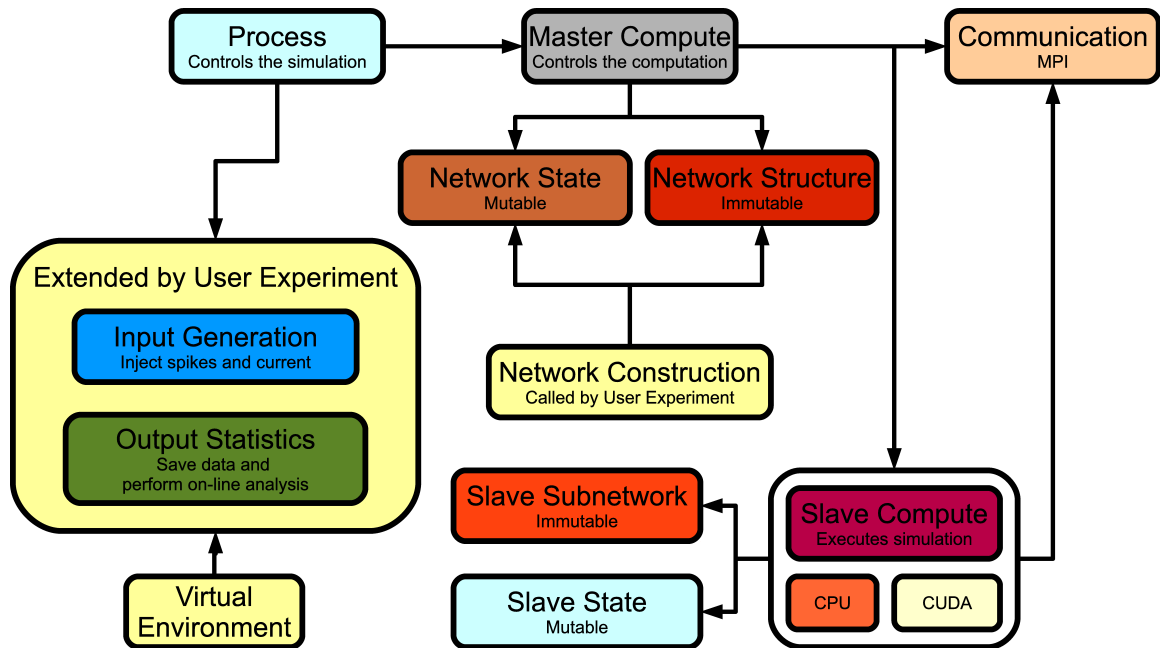 Process
Controls the simulation
Master Compute
Controls the computation
Communication
MPI
Network State
Mutable
Network Structure
Immutable
Extended by User Experiment
Input Generation
Inject spikes and current
Output Statistics
Save data and
perform on-line analysis
Network Construction
Called by User Experiment
Slave Subnetwork
Immutable
Slave Compute
Executes simulation
Slave State
Mutable
CPU
CUDA
Virtual
Environment